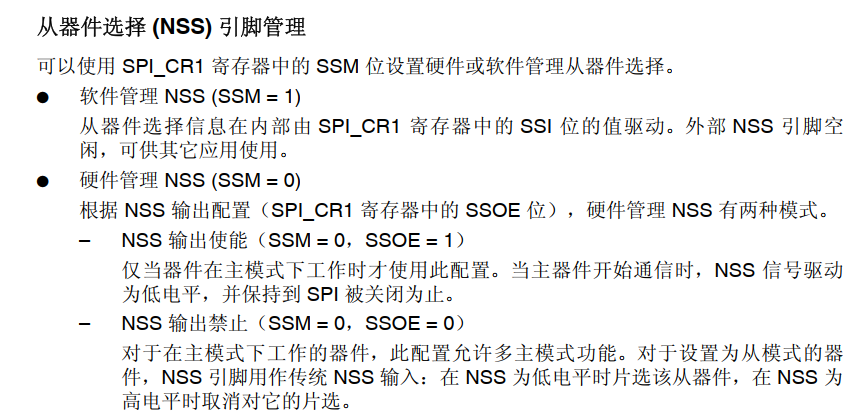 从器件选择 (NSS) 引脚管理
可以使用 SPI_CR1 寄存器中的 SSM 位设置硬件或软件管理从器件选择。
● 软件管理 NSS (SSM = 1)
从器件选择信息在内部由 SPI_CR1 寄存器中的 SSI 位的值驱动。外部 NSS 引脚空
闲，可供其它应用使用。
● 硬件管理 NSS (SSM = 0)
根据 NSS 输出配置（SPI_CR1 寄存器中的 SSOE 位），硬件管理 NSS 有两种模式。
– NSS 输出使能（SSM = 0，SSOE = 1）
仅当器件在主模式下工作时才使用此配置。当主器件开始通信时，NSS 信号驱动
为低电平，并保持到 SPI 被关闭为止。
– NSS 输出禁止（SSM = 0，SSOE = 0）
对于在主模式下工作的器件，此配置允许多主模式功能。对于设置为从模式的器
件，NSS 引脚用作传统 NSS 输入：在 NSS 为低电平时片选该从器件，在 NSS 为
高电平时取消对它的片选。